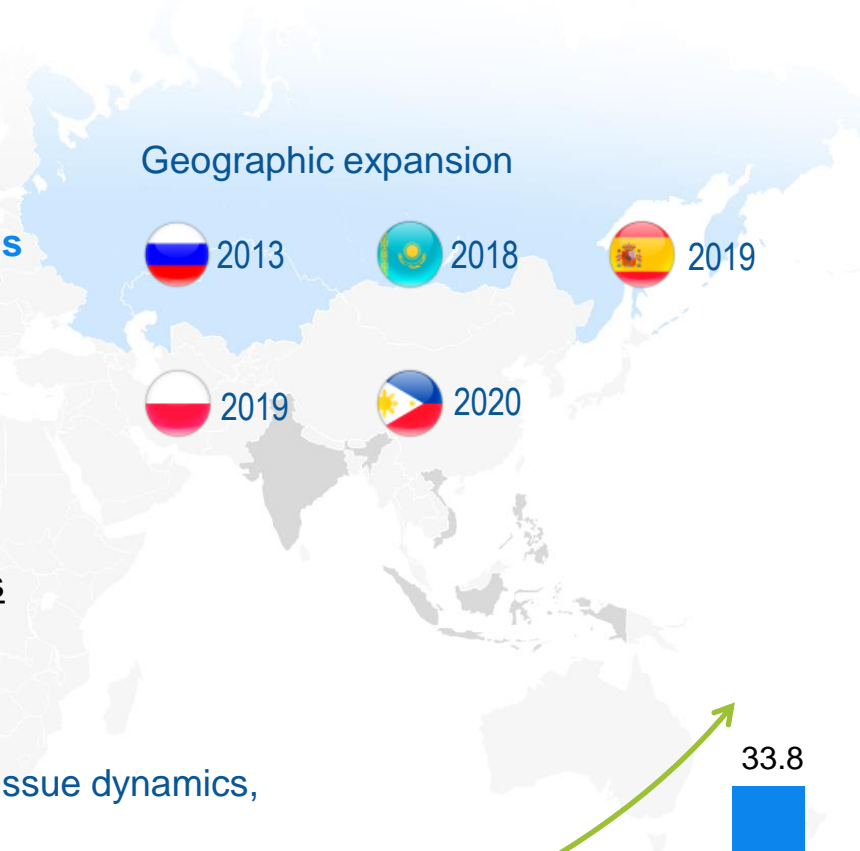 Geographic expansion
s
2013 2018 2019
2019 2020
s
ssue dynamics,
33.8